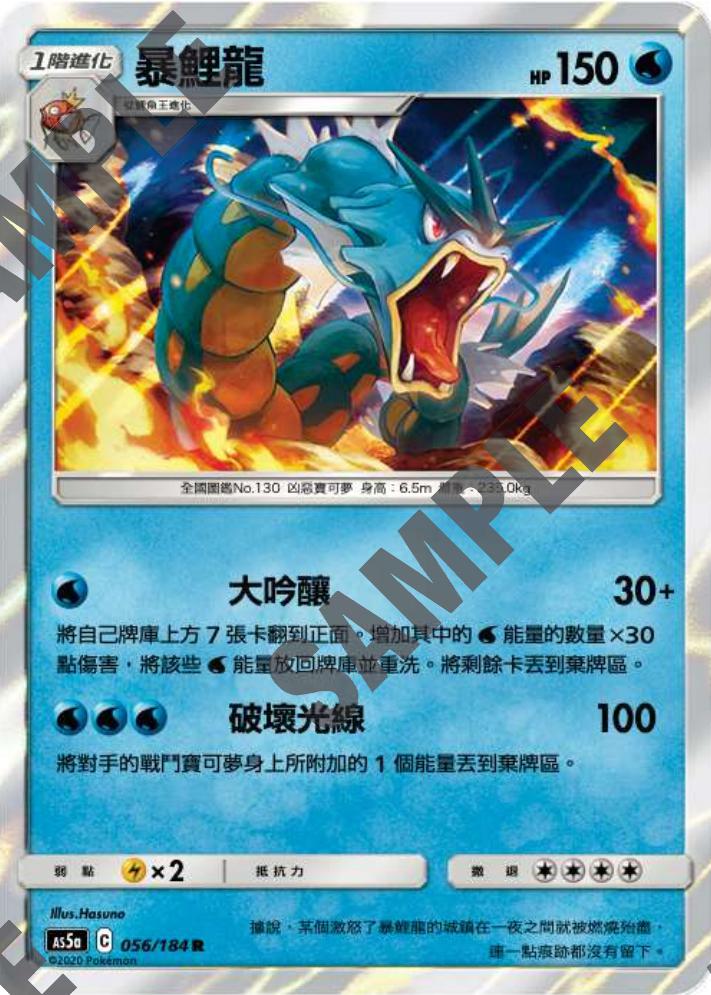 1階進化 暴鯉龍 HP 150
從鯉魚王進化
全國圖鑑No.130 凶惡寶可夢 身高：6.5m 體重：235.0kg
大吟釀 30+
將自己牌庫上方 7 張卡翻到正面。增加其中的 能量的數量×30
點傷害，將該些 能量放回牌庫並重洗。將剩餘卡丟到棄牌區。
破壞光線 100
將對手的戰鬥寶可夢身上所附加的 1 個能量丟到棄牌區。
弱點 ×2 抵抗力 撤退
Illus.Hasuno
AS5a C 056/184 R
©2020 Pokémon
據說，某個激怒了暴鯉龍的城鎮在一夜之間就被燃燒殆盡，
連一點痕跡都沒有留下。
SAMPLE
SAMPLE